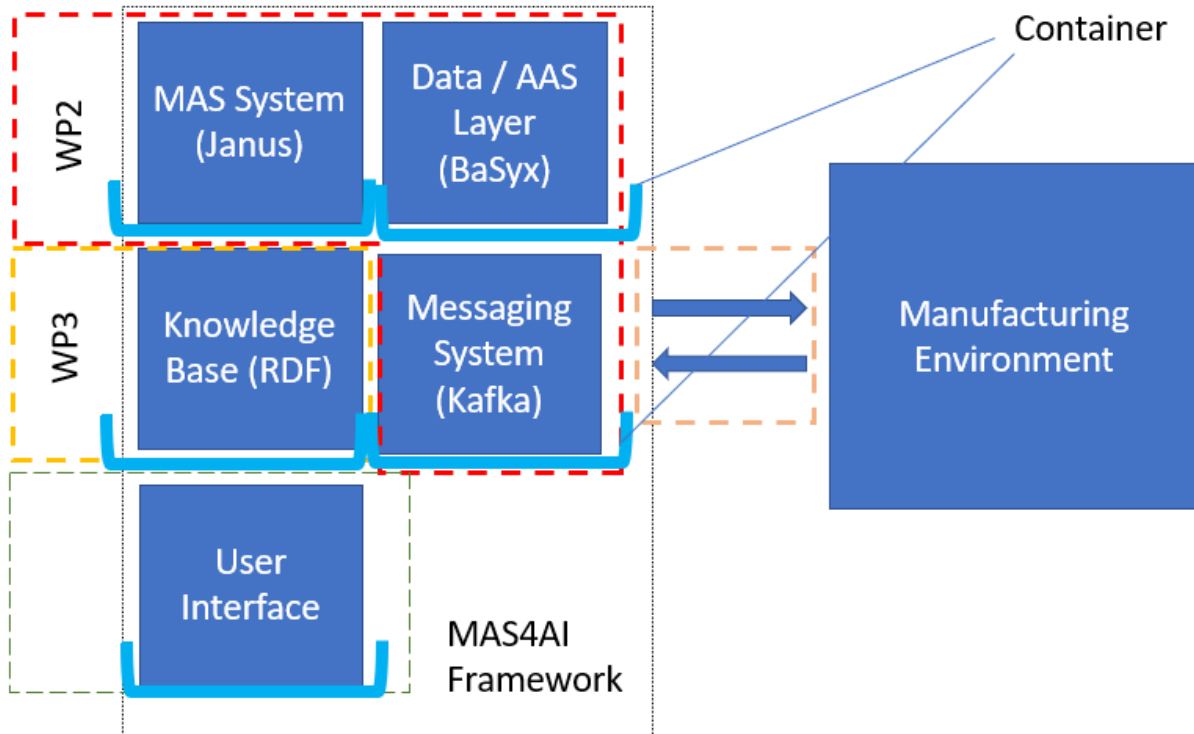 Container
WP2
MAS System
(Janus)
Data / AAS
Layer
(BaSyx)
WP3
Knowledge
Base (RDF)
Messaging
System
(Kafka)
Manufacturing
Environment
User
Interface
MAS4AI
Framework